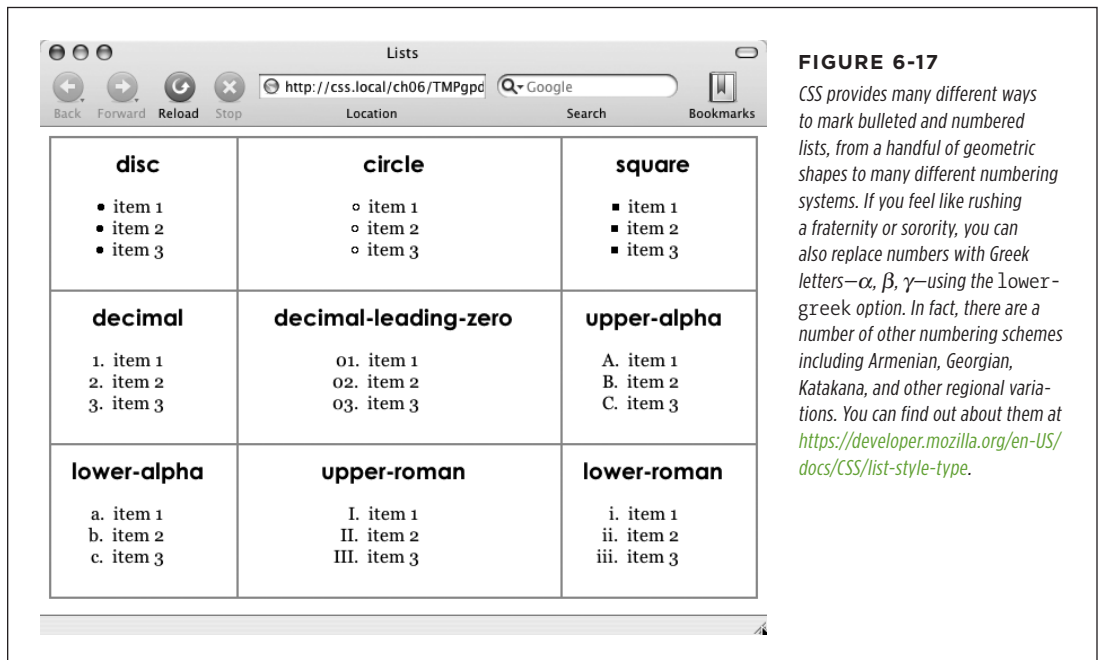 Lists
http://css.local/ch06/TMPgpd
Google
Back Forward Reload Stop Location Search Bookmarks
disc
• item 1
• item 2
• item 3
circle
◦ item 1
◦ item 2
◦ item 3
square
▪ item 1
▪ item 2
▪ item 3
decimal
1. item 1
2. item 2
3. item 3
decimal-leading-zero
01. item 1
02. item 2
03. item 3
upper-alpha
A. item 1
B. item 2
C. item 3
lower-alpha
a. item 1
b. item 2
c. item 3
upper-roman
I. item 1
II. item 2
III. item 3
lower-roman
i. item 1
ii. item 2
iii. item 3
FIGURE 6-17
CSS provides many different ways
to mark bulleted and numbered
lists, from a handful of geometric
shapes to many different numbering
systems. If you feel like rushing
a fraternity or sorority, you can
also replace numbers with Greek
letters—α, β, γ—using the lower-
greek option. In fact, there are a
number of other numbering schemes
including Armenian, Georgian,
Katakana, and other regional varia-
tions. You can find out about them at
https://developer.mozilla.org/en-US/
docs/CSS/list-style-type.